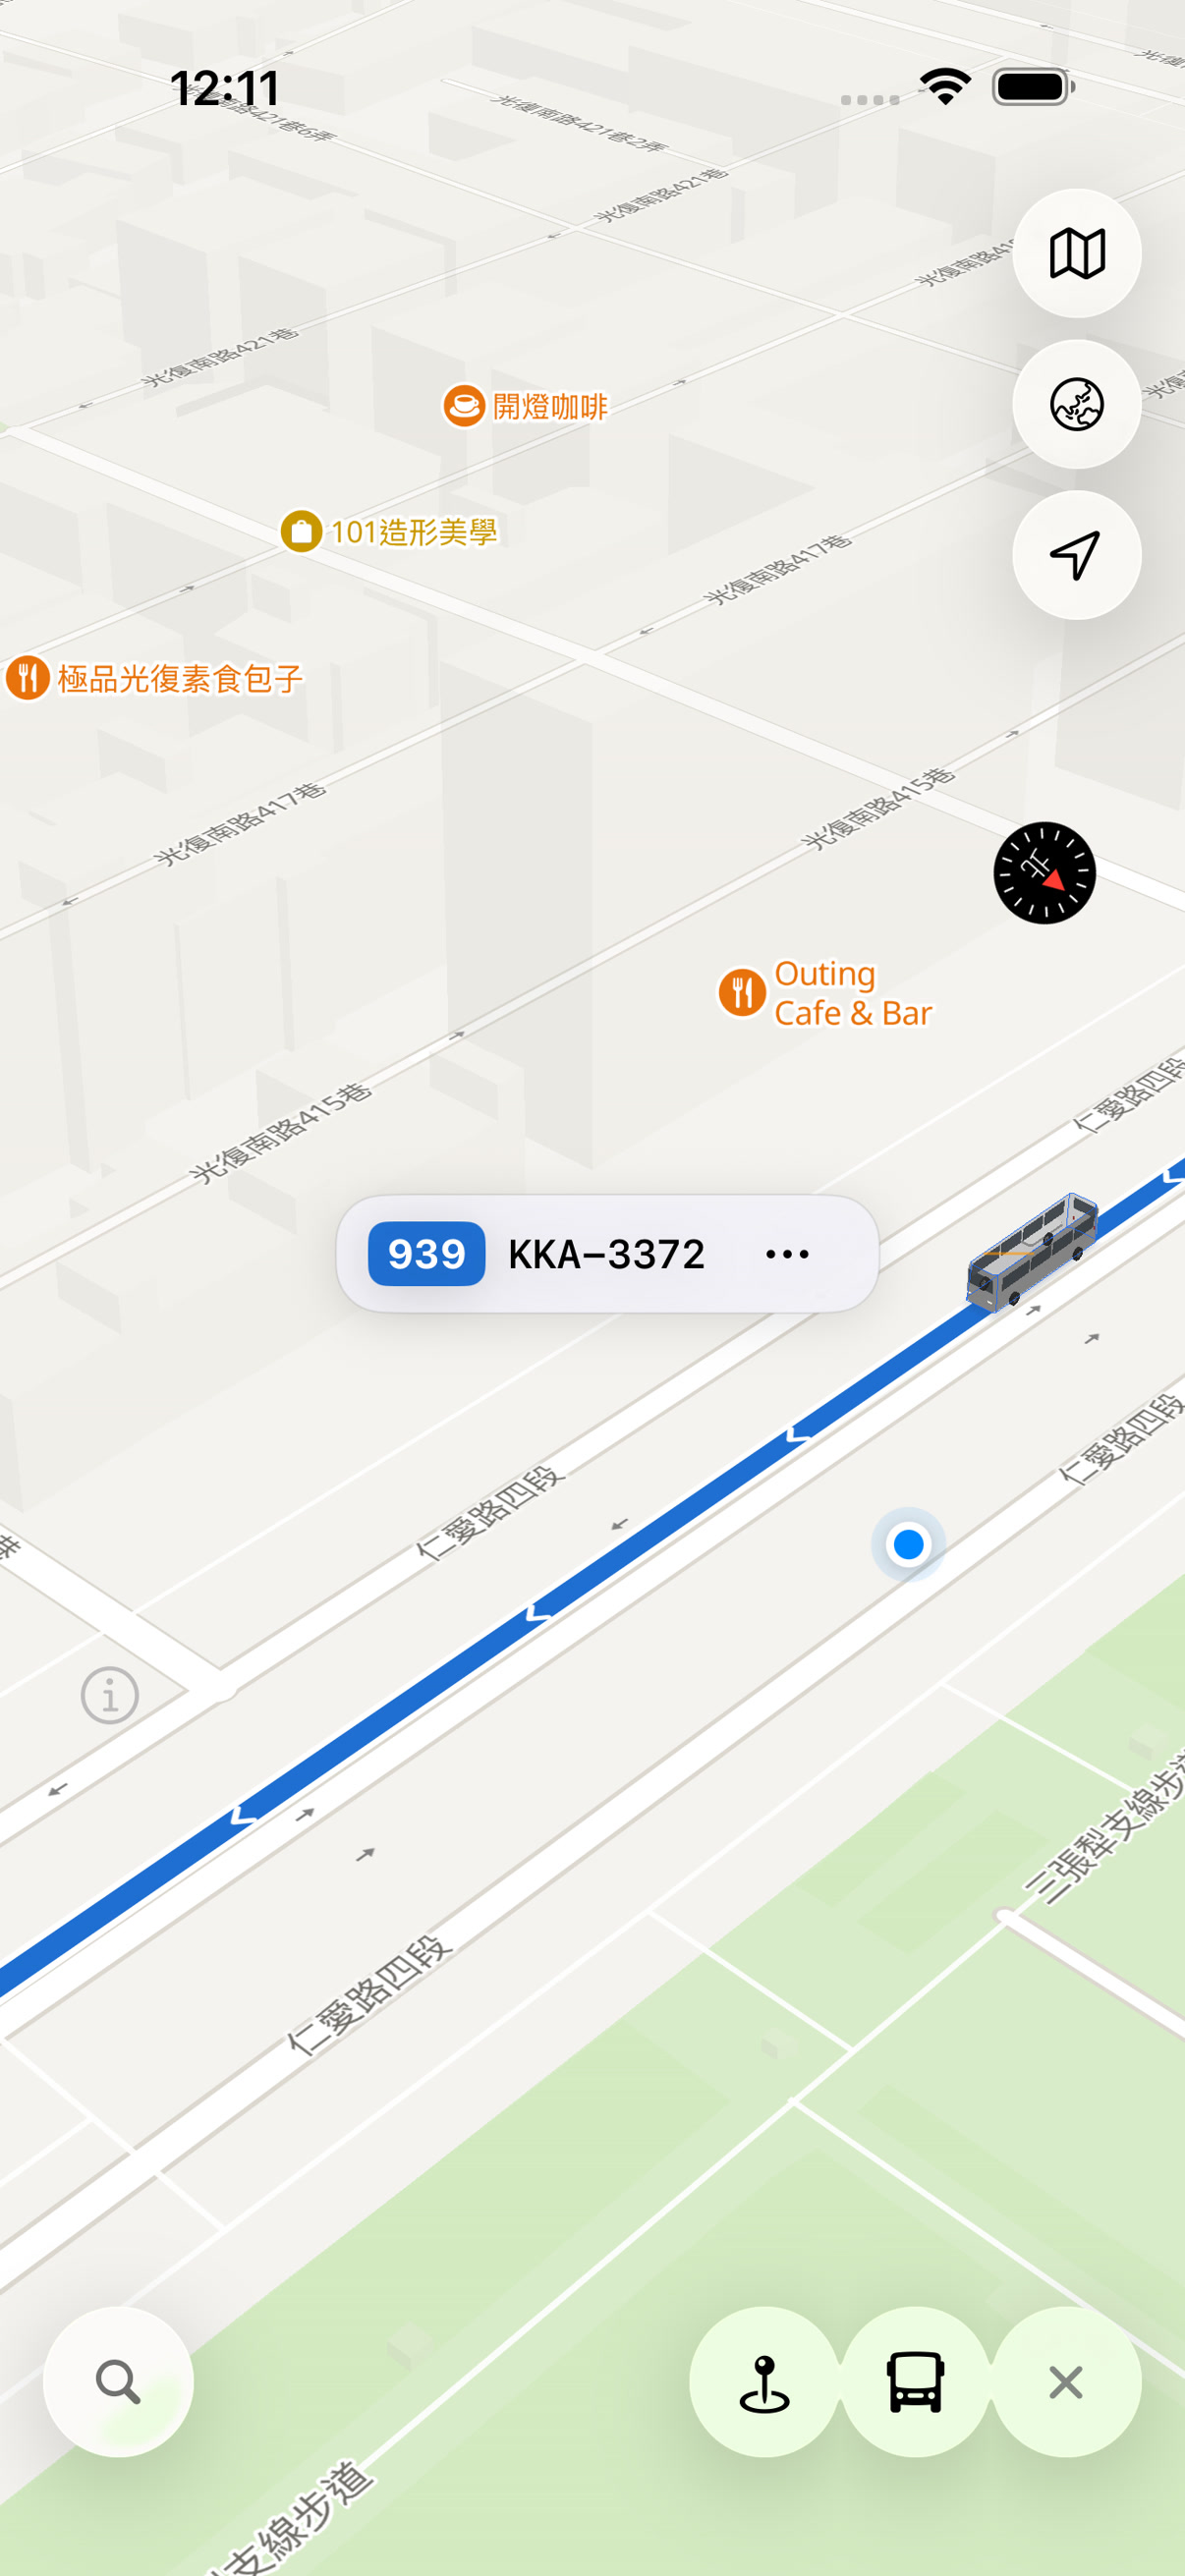 12:11
光復南路421巷6弄
光復南路421巷2弄
光復南路421巷
光復南路421巷
開燈咖啡
101造形美學
光復南路417巷
極品光復素食包子
光復南路417巷
光復南路415巷
北
Outing
Cafe & Bar
仁愛路四段
光復南路415巷
939 KKA-3372
仁愛路四段
仁愛路四段
三張犁支線步道
仁愛路四段
支線步道